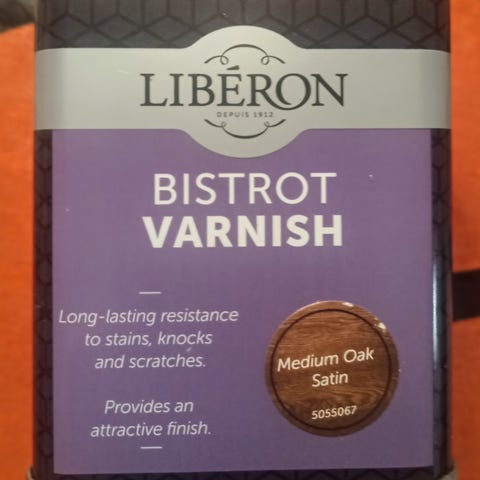 LIBÉRON
DEPUIS 1912
BISTROT
VARNISH
Long-lasting resistance
to stains, knocks
and scratches.
Provides an
attractive finish.
Medium Oak
Satin
5055067